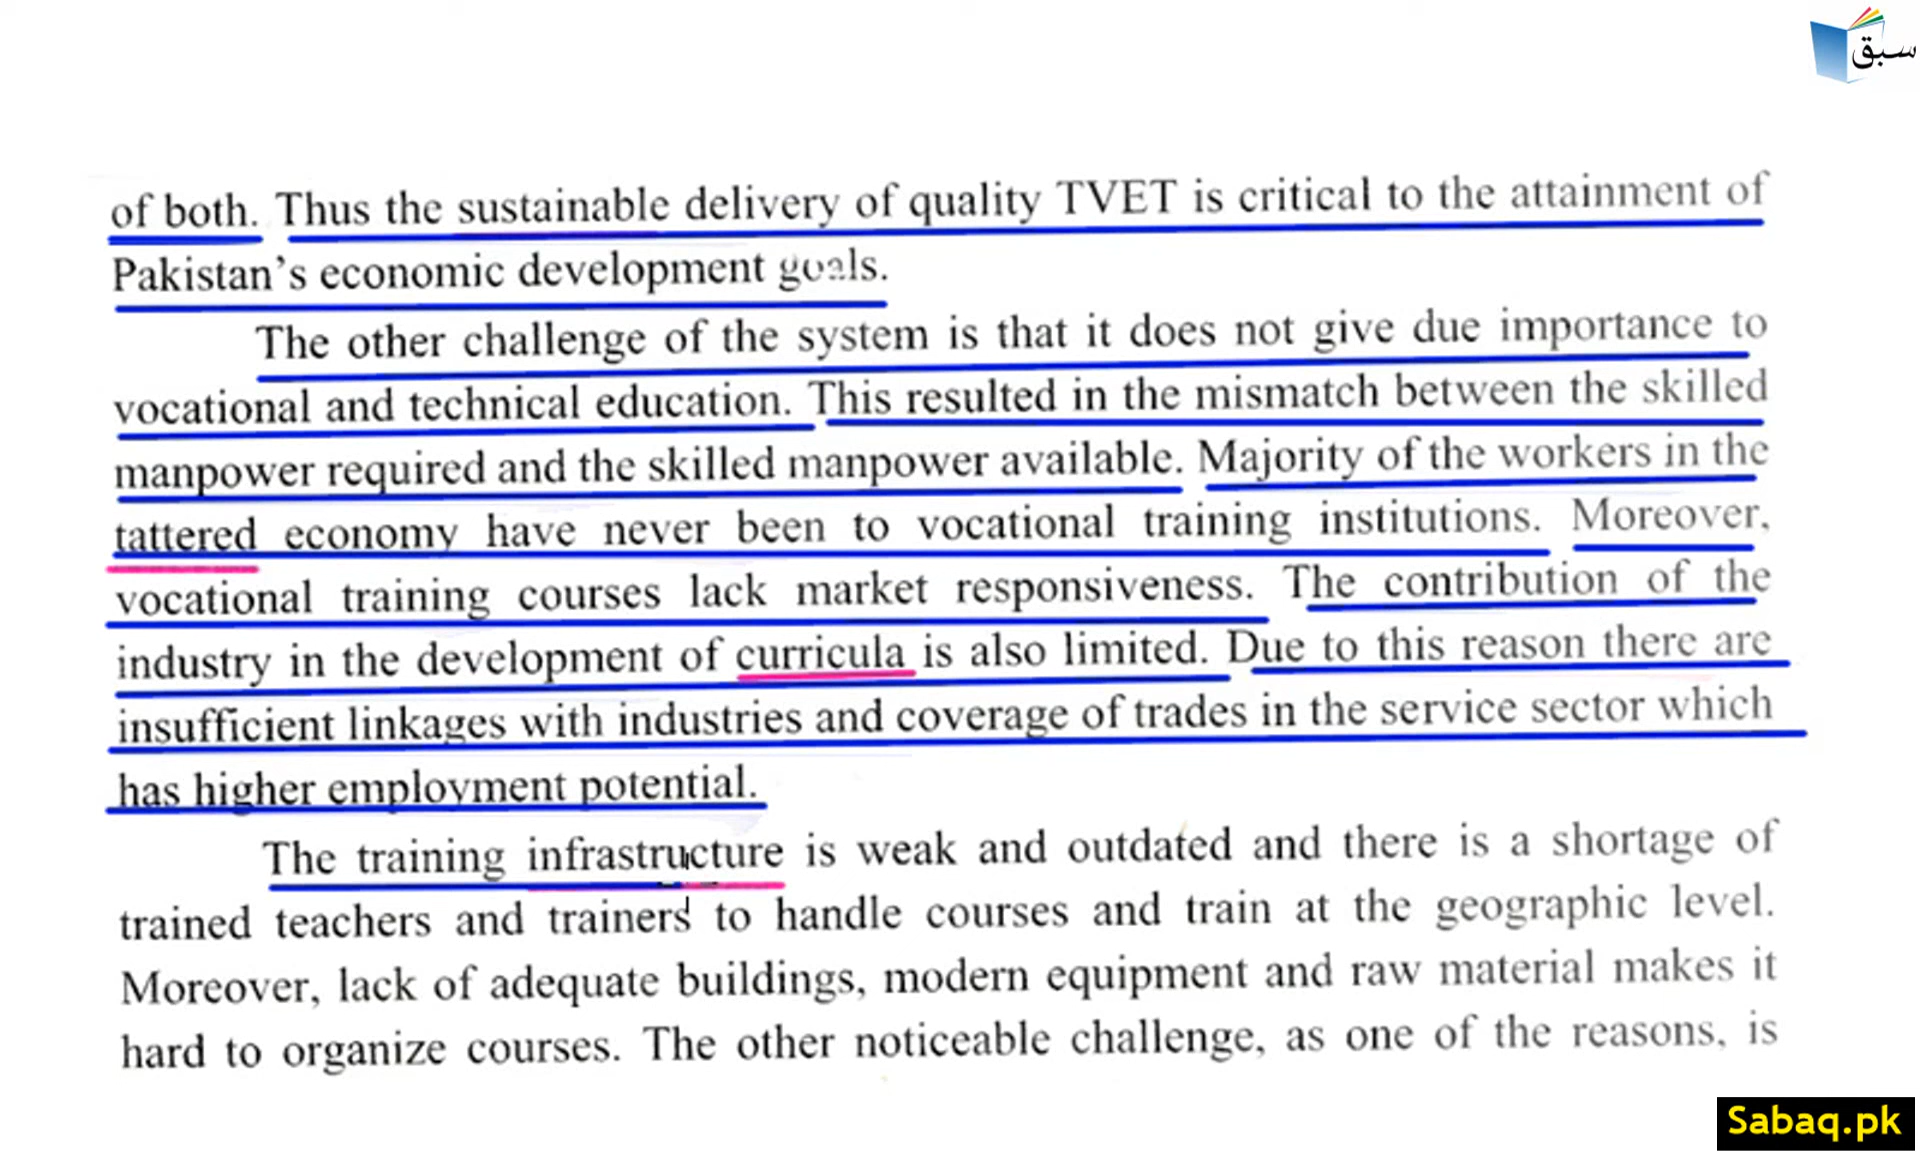 سبق
of both. Thus the sustainable delivery of quality TVET is critical to the attainment of
Pakistan's economic development goals.
The other challenge of the system is that it does not give due importance to
vocational and technical education. This resulted in the mismatch between the skilled
manpower required and the skilled manpower available. Majority of the workers in the
tattered economy have never been to vocational training institutions. Moreover,
vocational training courses lack market responsiveness. The contribution of the
industry in the development of curricula is also limited. Due to this reason there are
insufficient linkages with industries and coverage of trades in the service sector which
has higher employment potential.
The training infrastructure is weak and outdated and there is a shortage of
trained teachers and trainers to handle courses and train at the geographic level.
Moreover, lack of adequate buildings, modern equipment and raw material makes it
hard to organize courses. The other noticeable challenge, as one of the reasons, is
Sabaq.pk